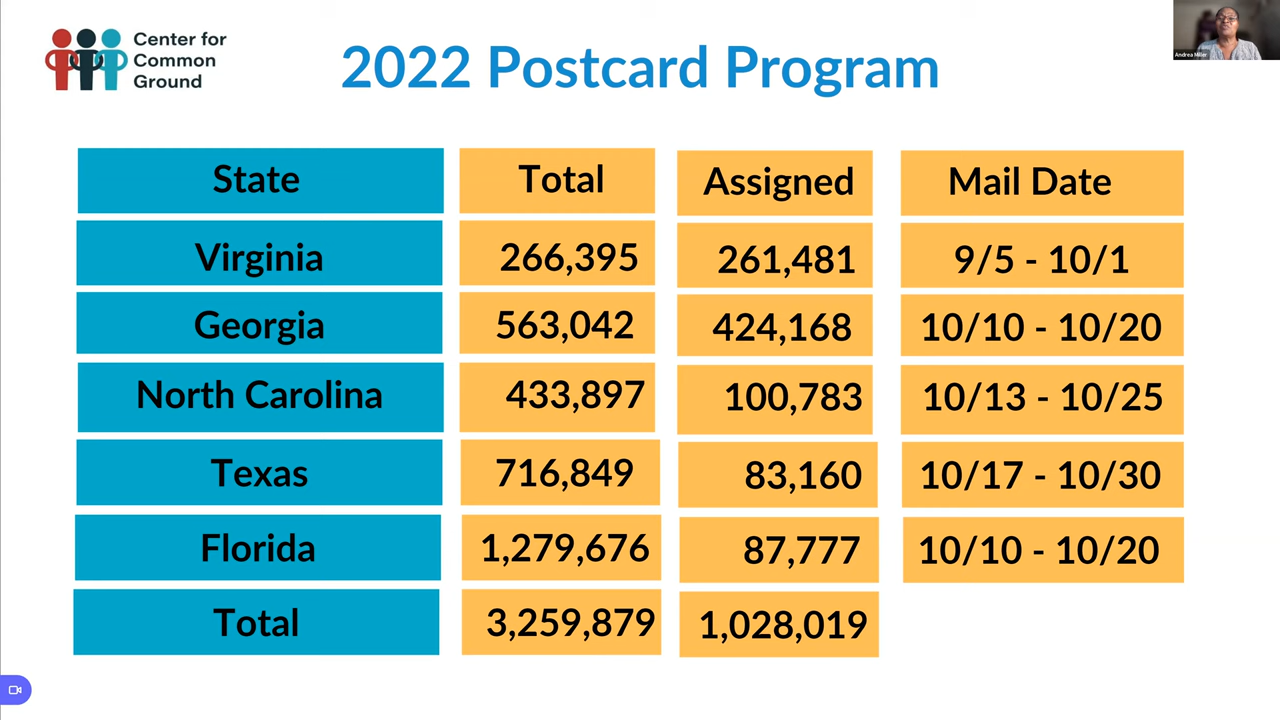 Center for
Common
Ground
2022 Postcard Program
Andrea Miller
State Total Assigned Mail Date
Virginia 266,395 261,481 9/5 - 10/1
Georgia 563,042 424,168 10/10 - 10/20
North Carolina 433,897 100,783 10/13 - 10/25
Texas 716,849 83,160 10/17 - 10/30
Florida 1,279,676 87,777 10/10 - 10/20
Total 3,259,879 1,028,019